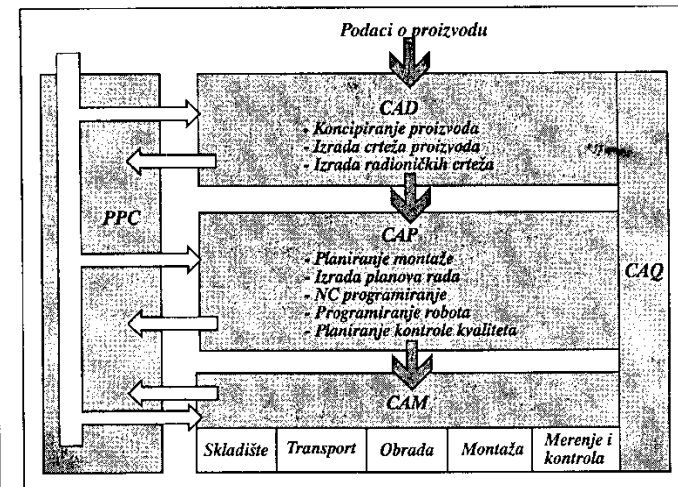 Podaci o proizvodu
CAD
- Koncipiranje proizvoda
- Izrada crteža proizvoda
- Izrada radioničkih crteža
PPC
CAP
- Planiranje montaže
- Izrada planova rada
- NC programiranje
- Programiranje robota
- Planiranje kontrole kvaliteta
CAQ
CAM
Skladište
Transport
Obrada
Montaža
Merenje i
kontrola